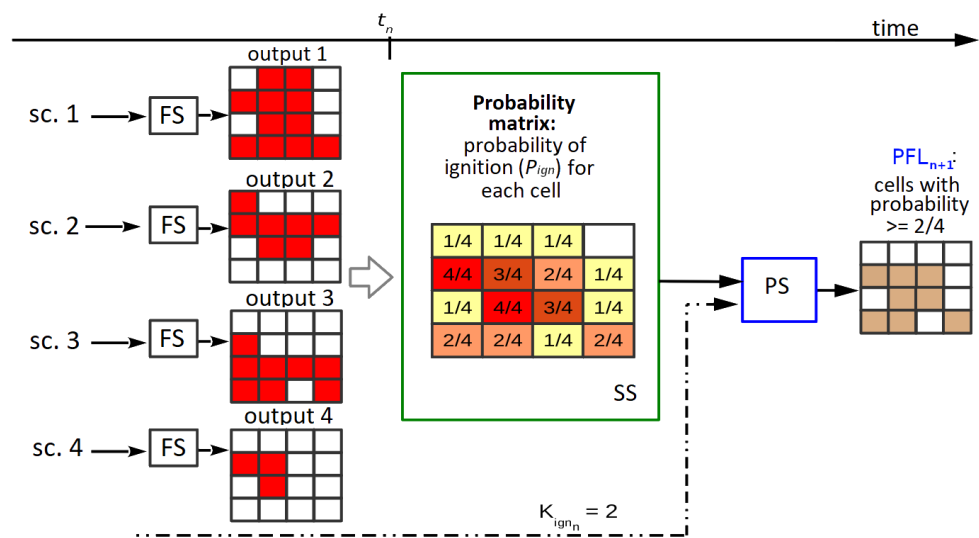 t_n
time
output 1
sc. 1
FS
output 2
sc. 2
FS
output 3
sc. 3
FS
output 4
sc. 4
FS
Probability
matrix:
probability of
ignition (P_ign) for
each cell
1/4 1/4 1/4
4/4 3/4 2/4 1/4
1/4 4/4 3/4 1/4
2/4 2/4 1/4 2/4
SS
PS
PFL_n+1:
cells with
probability
>= 2/4
K_ign_n = 2